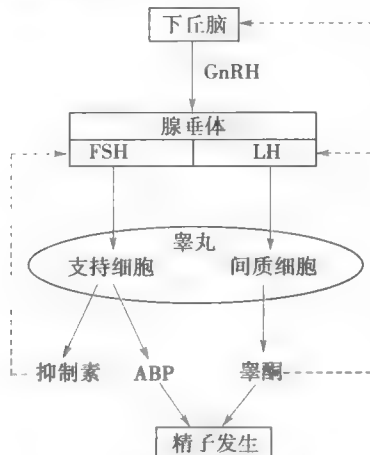 下丘脑
GnRH
腺垂体
FSH LH
睾丸
支持细胞 间质细胞
抑制素 ABP 睾酮
精子发生